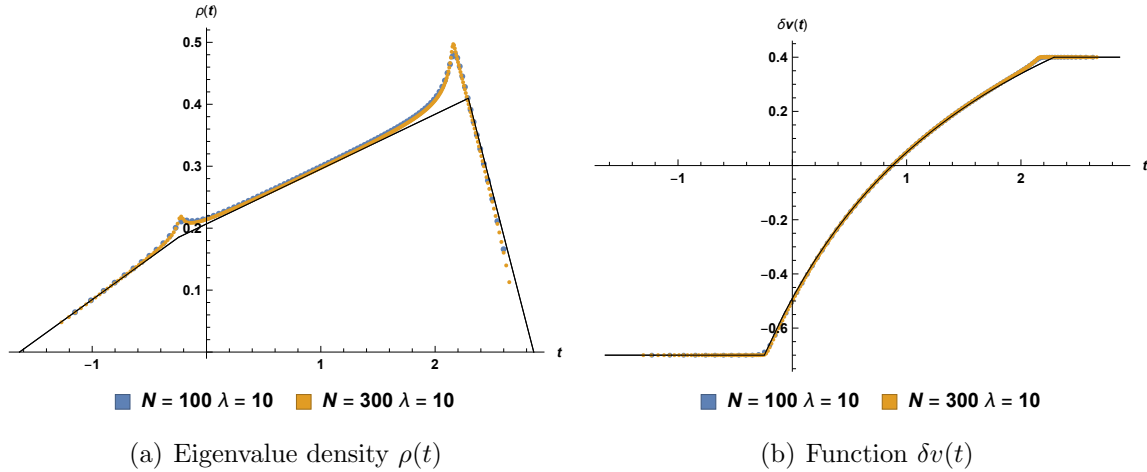 ρ(t)
0.5
0.4
0.3
0.2
0.1
−1
1
2
t
N = 100 λ = 10
N = 300 λ = 10
(a) Eigenvalue density ρ(t)
δv(t)
0.4
0.2
−1
1
2
t
−0.2
−0.4
−0.6
N = 100 λ = 10
N = 300 λ = 10
(b) Function δv(t)